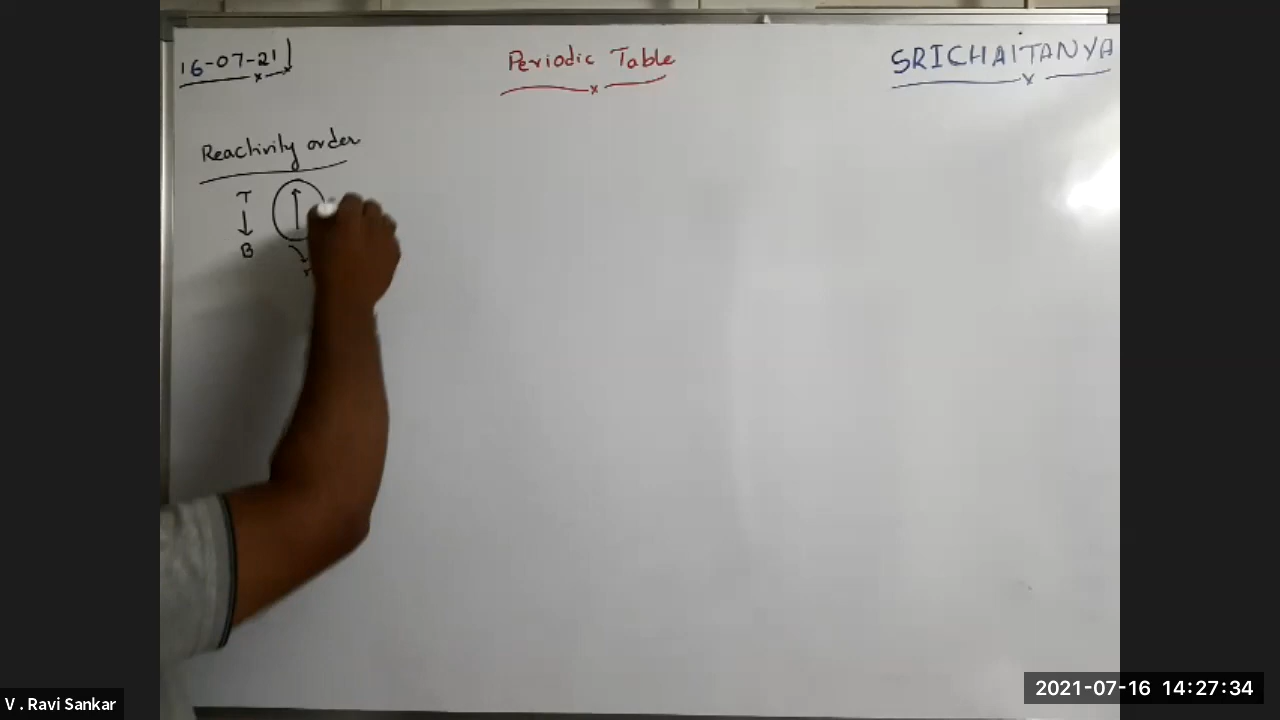 16-07-21
Periodic Table
SRICHAITANYA
Reactivity order
T
B
V . Ravi Sankar
2021-07-16 14:27:34